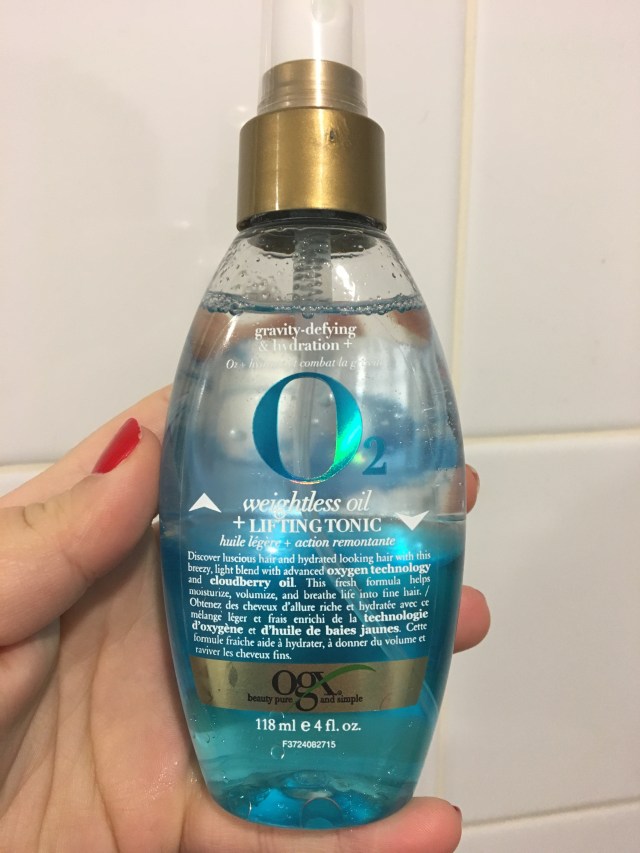 gravity-defying
& hydration +
O2 + hydratant combat la
O2
weightless oil
+ LIFTING TONIC
huile légère + action remontante
Discover luscious hair and hydrated looking hair with this
breezy, light blend with advanced oxygen technology
and cloudberry oil. This fresh formula helps
moisturize, volumize, and breathe life into fine hair. /
Obtenez des cheveux d'allure riche et hydratée avec ce
mélange léger et frais enrichi de la technologie
d'oxygène et d'huile de baies jaunes. Cette
formule fraîche aide à hydrater, à donner du volume et
raviver les cheveux fins.
ogx®
beauty pure and simple
118 ml e 4 fl. oz.
F3724082715